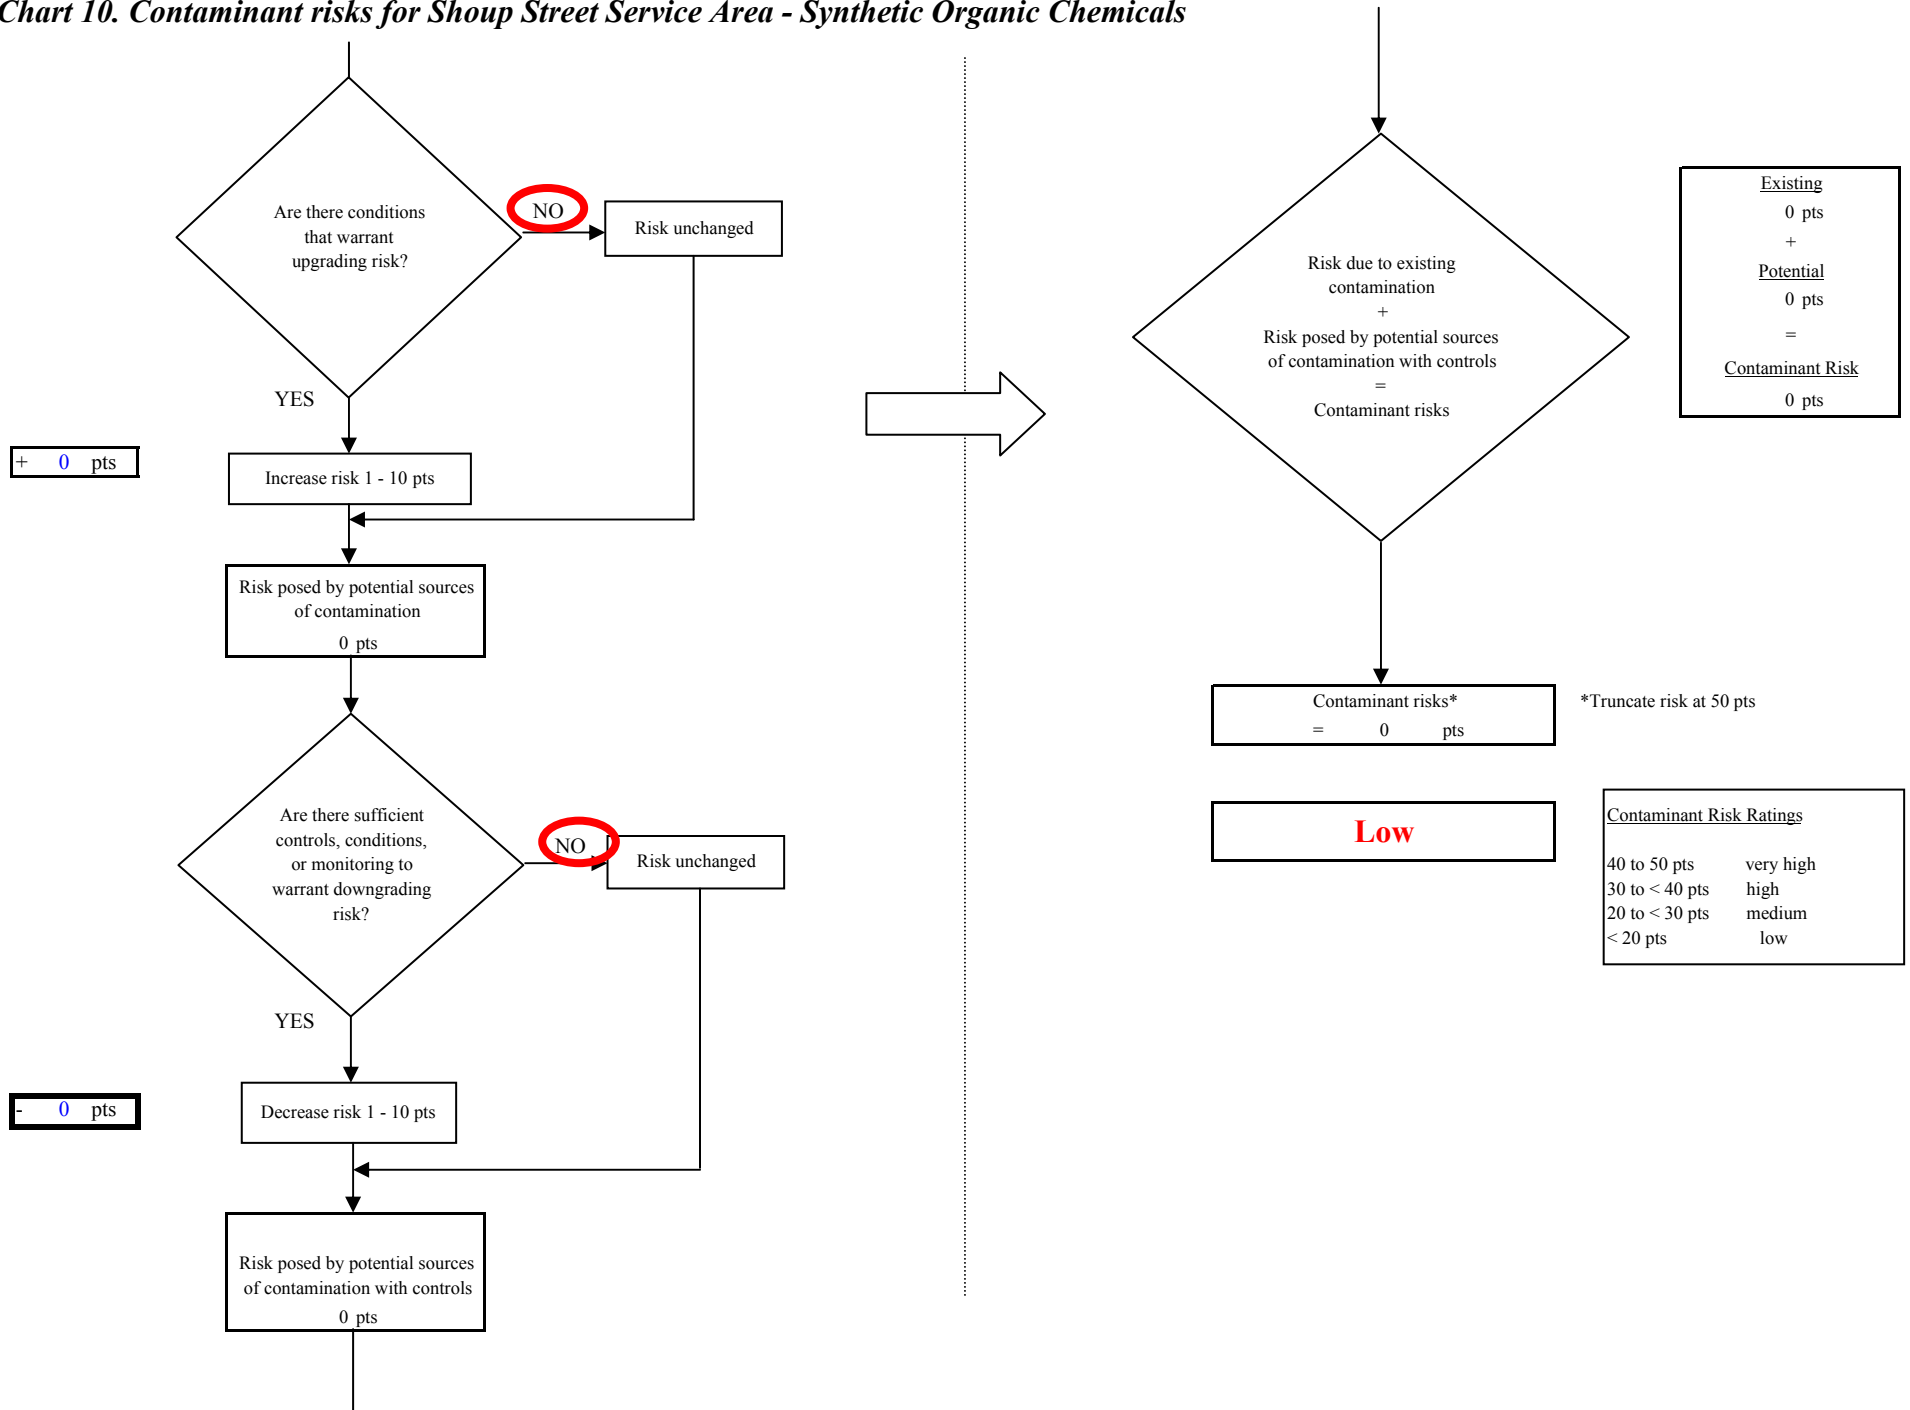 Chart 10. Contaminant risks for Shoup Street Service Area - Synthetic Organic Chemicals
Are there conditions
that warrant
upgrading risk?
NO
Risk unchanged
YES
+ 0 pts
Increase risk 1 - 10 pts
Risk posed by potential sources
of contamination
0 pts
Are there sufficient
controls, conditions,
or monitoring to
warrant downgrading
risk?
NO
Risk unchanged
YES
- 0 pts
Decrease risk 1 - 10 pts
Risk posed by potential sources
of contamination with controls
0 pts
Risk due to existing
contamination
+
Risk posed by potential sources
of contamination with controls
=
Contaminant risks
Existing
0 pts
+
Potential
0 pts
=
Contaminant Risk
0 pts
Contaminant risks*
= 0 pts
*Truncate risk at 50 pts
Low
Contaminant Risk Ratings
40 to 50 pts very high
30 to < 40 pts high
20 to < 30 pts medium
< 20 pts low